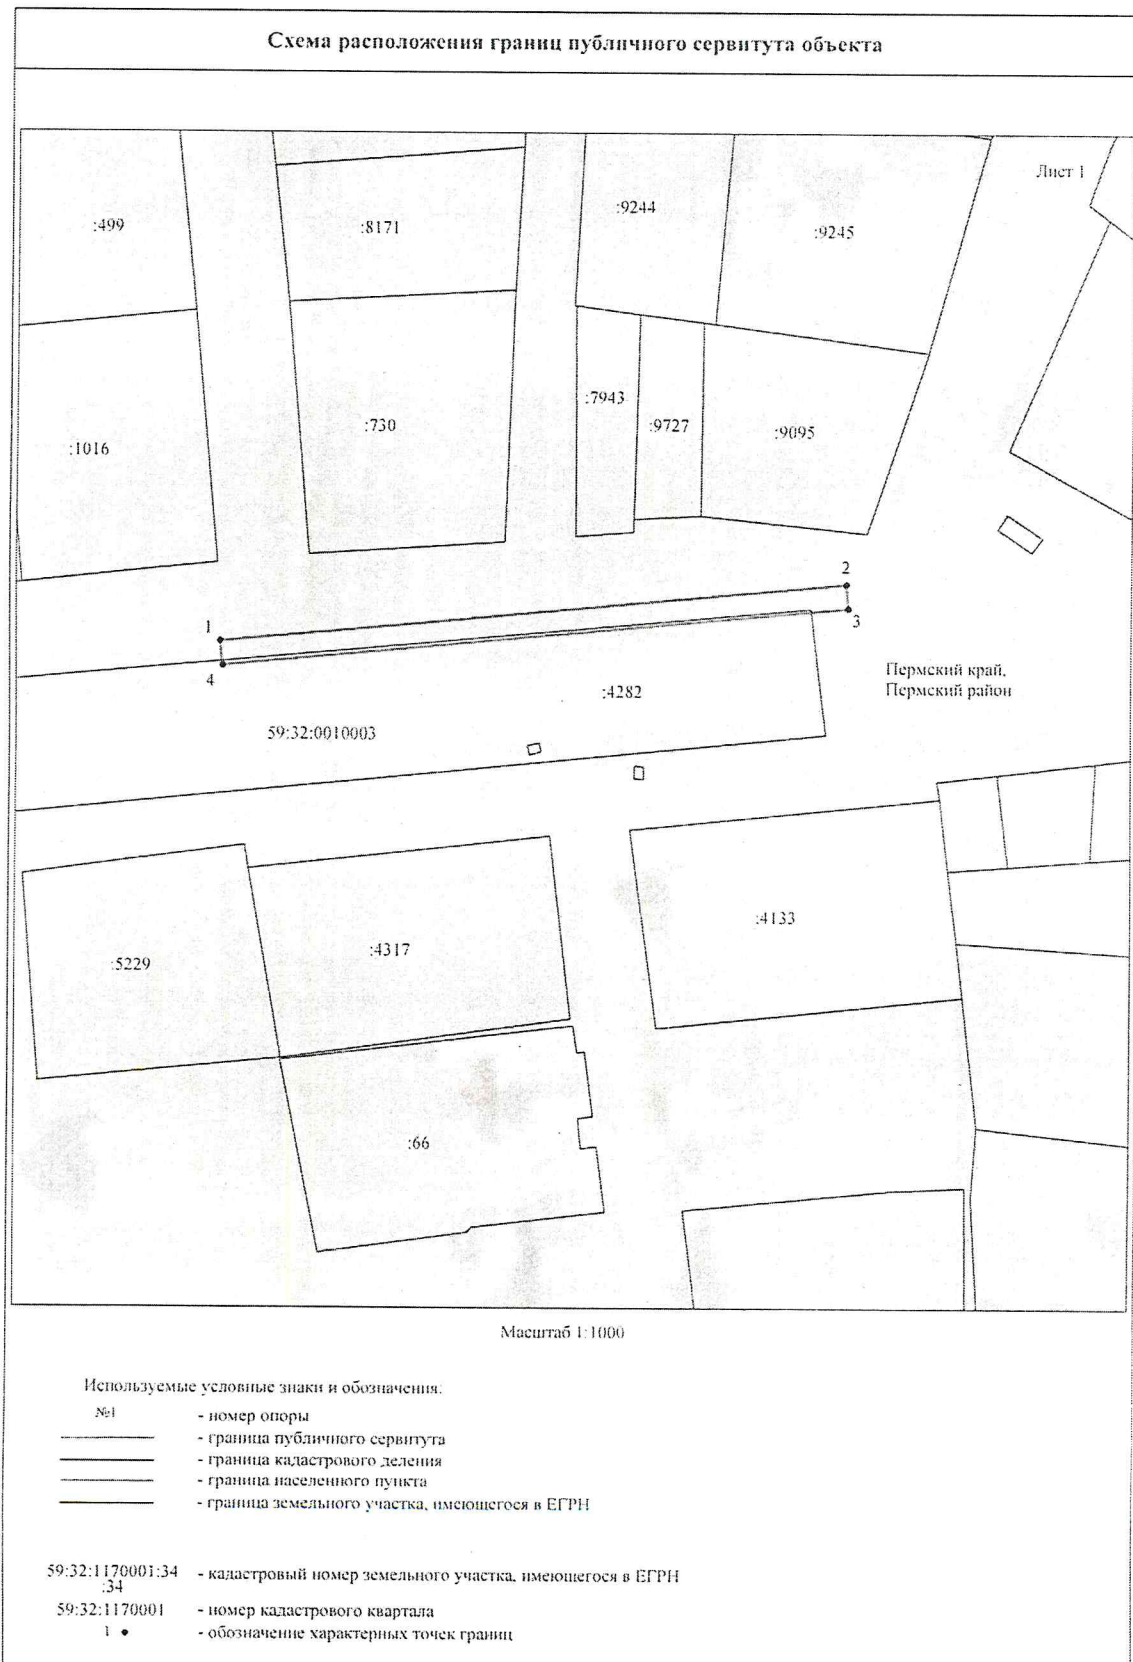 Схема расположения границ публичного сервитута объекта
Лист 1
:499
:8171
:9244
:9245
:1016
:730
:7943
:9727
:9095
1
2
3
4
Пермский край,
Пермский район
:4282
59:32:0010003
:5229
:4317
:4133
:66
Масштаб 1:1000
Используемые условные знаки и обозначения:
№1 - номер опоры
- граница публичного сервитута
- граница кадастрового деления
- граница населенного пункта
- граница земельного участка, имеющегося в ЕГРН
59:32:1170001:34 - кадастровый номер земельного участка, имеющегося в ЕГРН
:34
59:32:1170001 - номер кадастрового квартала
1 ● - обозначение характерных точек границ